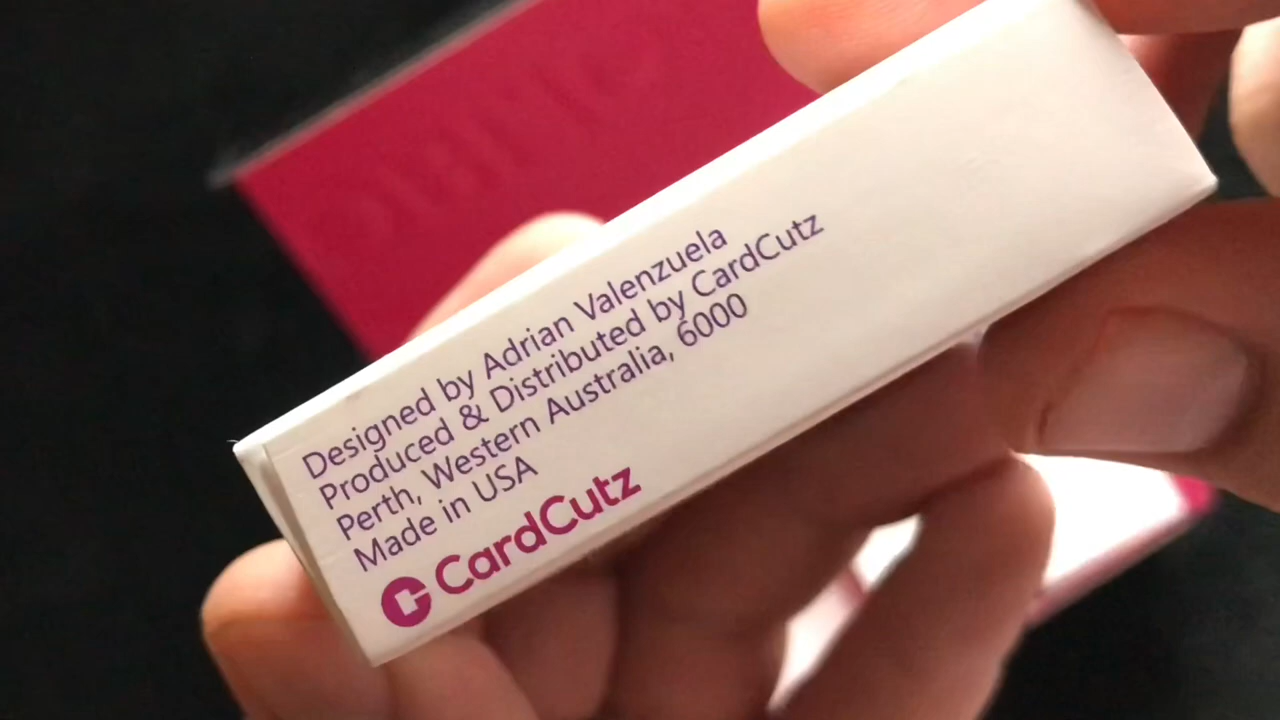 Designed by Adrian Valenzuela
Produced & Distributed by CardCutz
Perth, Western Australia, 6000
Made in USA
CardCutz